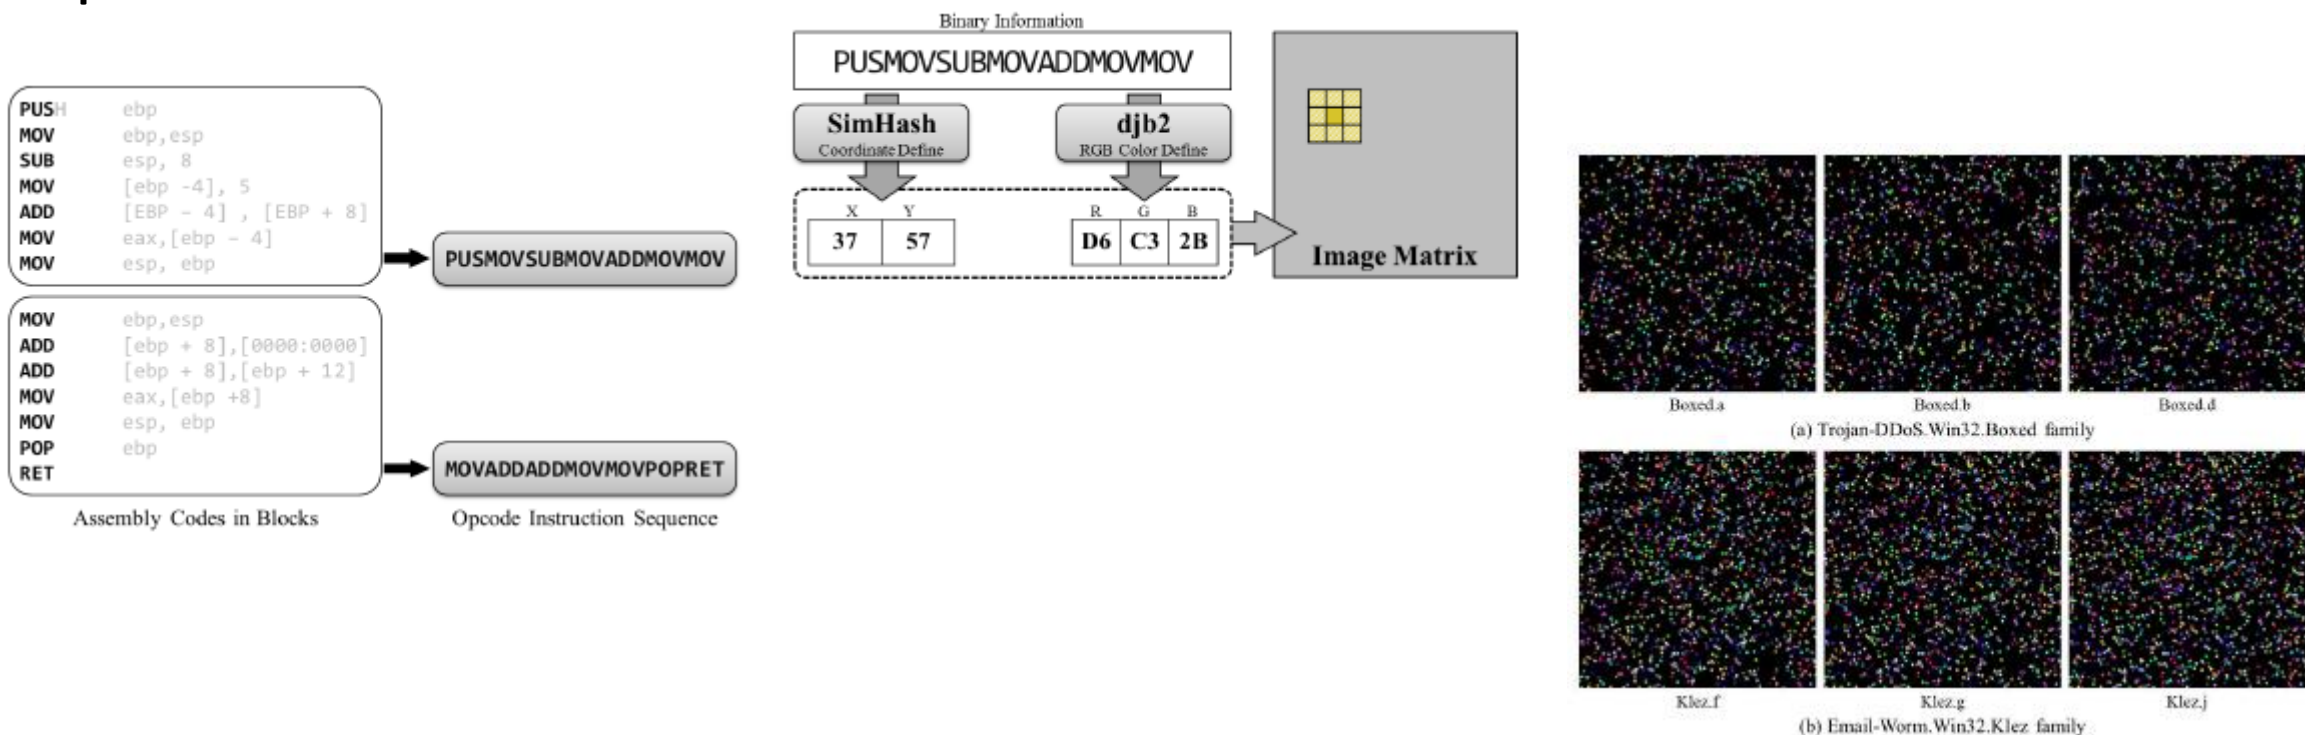 PUSH ebp
MOV ebp,esp
SUB esp, 8
MOV [ebp -4], 5
ADD [EBP – 4] , [EBP + 8]
MOV eax,[ebp – 4]
MOV esp, ebp
PUSMOVSUBMOVADDMOVMOV
MOV ebp,esp
ADD [ebp + 8],[0000:0000]
ADD [ebp + 8],[ebp + 12]
MOV eax,[ebp +8]
MOV esp, ebp
POP ebp
RET
MOVADDADDMOVMOVPOPRET
Assembly Codes in Blocks
Opcode Instruction Sequence
Binary Information
PUSMOVSUBMOVADDMOVMOV
SimHash
Coordinate Define
djb2
RGB Color Define
X Y
37 57
R G B
D6 C3 2B
Image Matrix
Boxed.a
Boxed.b
Boxed.d
(a) Trojan-DDoS.Win32.Boxed family
Klez.f
Klez.g
Klez.j
(b) Email-Worm.Win32.Klez family